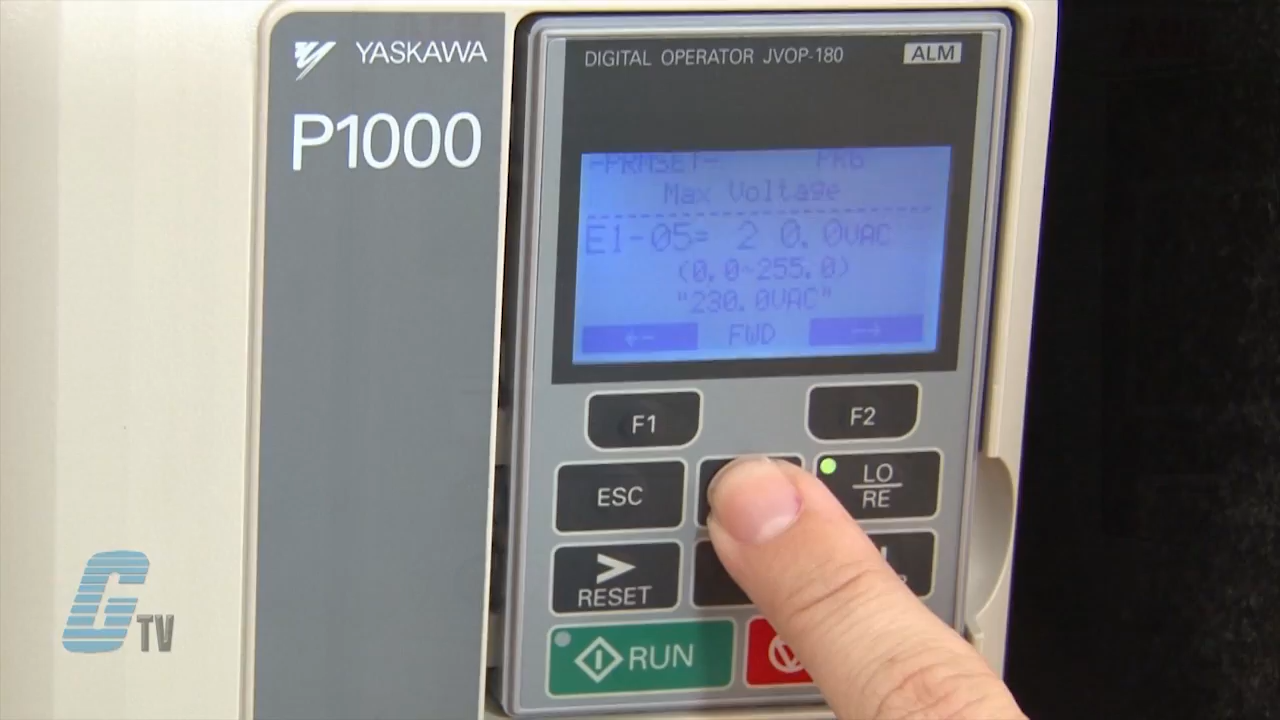 YASKAWA
P1000
DIGITAL OPERATOR JVOP-180
ALM
-PRMSET- PRG
Max Voltage
E1-05= 2 0.0VAC
(0.0~255.0)
"230.0VAC"
← FWD →
F1
F2
ESC
LO
RE
>
RESET
RUN
G TV